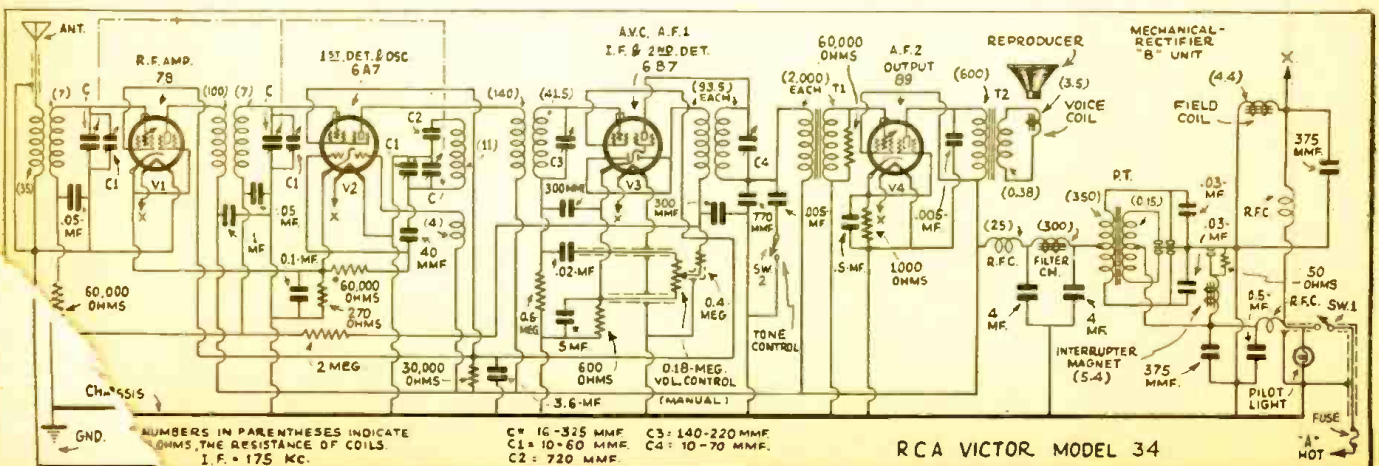 ANT.
R.F. AMP.
78
1ST. DET. & OSC.
6A7
A.V.C, A.F.1
I.F. & 2ND. DET.
6B7
60,000
OHMS
A.F.2
OUTPUT
89
REPRODUCER
MECHANICAL-
RECTIFIER
"B" UNIT
X
(7)
C
(100)
(7)
C
(140)
(41.5)
(93.5)
EACH
(2,000)
EACH
T1
(600)
T2
(3.5)
VOICE
COIL
(4.4)
FIELD
COIL
375
MMF.
C2
(11)
C1
C1
C1
C3
C4
C
V1
V2
V3
V4
X
X
X
X
(35)
.05-
MF.
.05
MF.
.1
MF.
(4)
40
MMF
300 MMF.
300
MMF.
770
MMF.
.005
MF.
.005-
MF.
(0.38)
P.T.
(350)
(0.15)
.03-
MF.
.03-
MF.
R.F.C.
0.1-MF.
60,000
OHMS
270
OHMS
.02-MF.
0.4
MEG
SW.
2
.5-MF.
1,000
OHMS
(25)
R.F.C.
(300)
FILTER
CH.
50
OHMS
60,000
OHMS
0.6
MEG
5 MF.
TONE
CONTROL
4
MF.
4
MF.
INTERRUPTER
MAGNET
(5.4)
0.5-
MF.
R.F.C.
SW.1
375
MMF.
2 MEG
30,000
OHMS
3.6-MF.
600
OHMS
0.18-MEG.
VOL. CONTROL
(MANUAL)
PILOT
LIGHT
FUSE
CHASSIS
GND.
NUMBERS IN PARENTHESES INDICATE
OHMS, THE RESISTANCE OF COILS.
I.F. = 175 KC.
C= 16-325 MMF.
C1= 10-60 MMF.
C2= 720 MMF.
C3= 140-220 MMF.
C4= 10-70 MMF.
RCA VICTOR MODEL 34
"A"
HOT